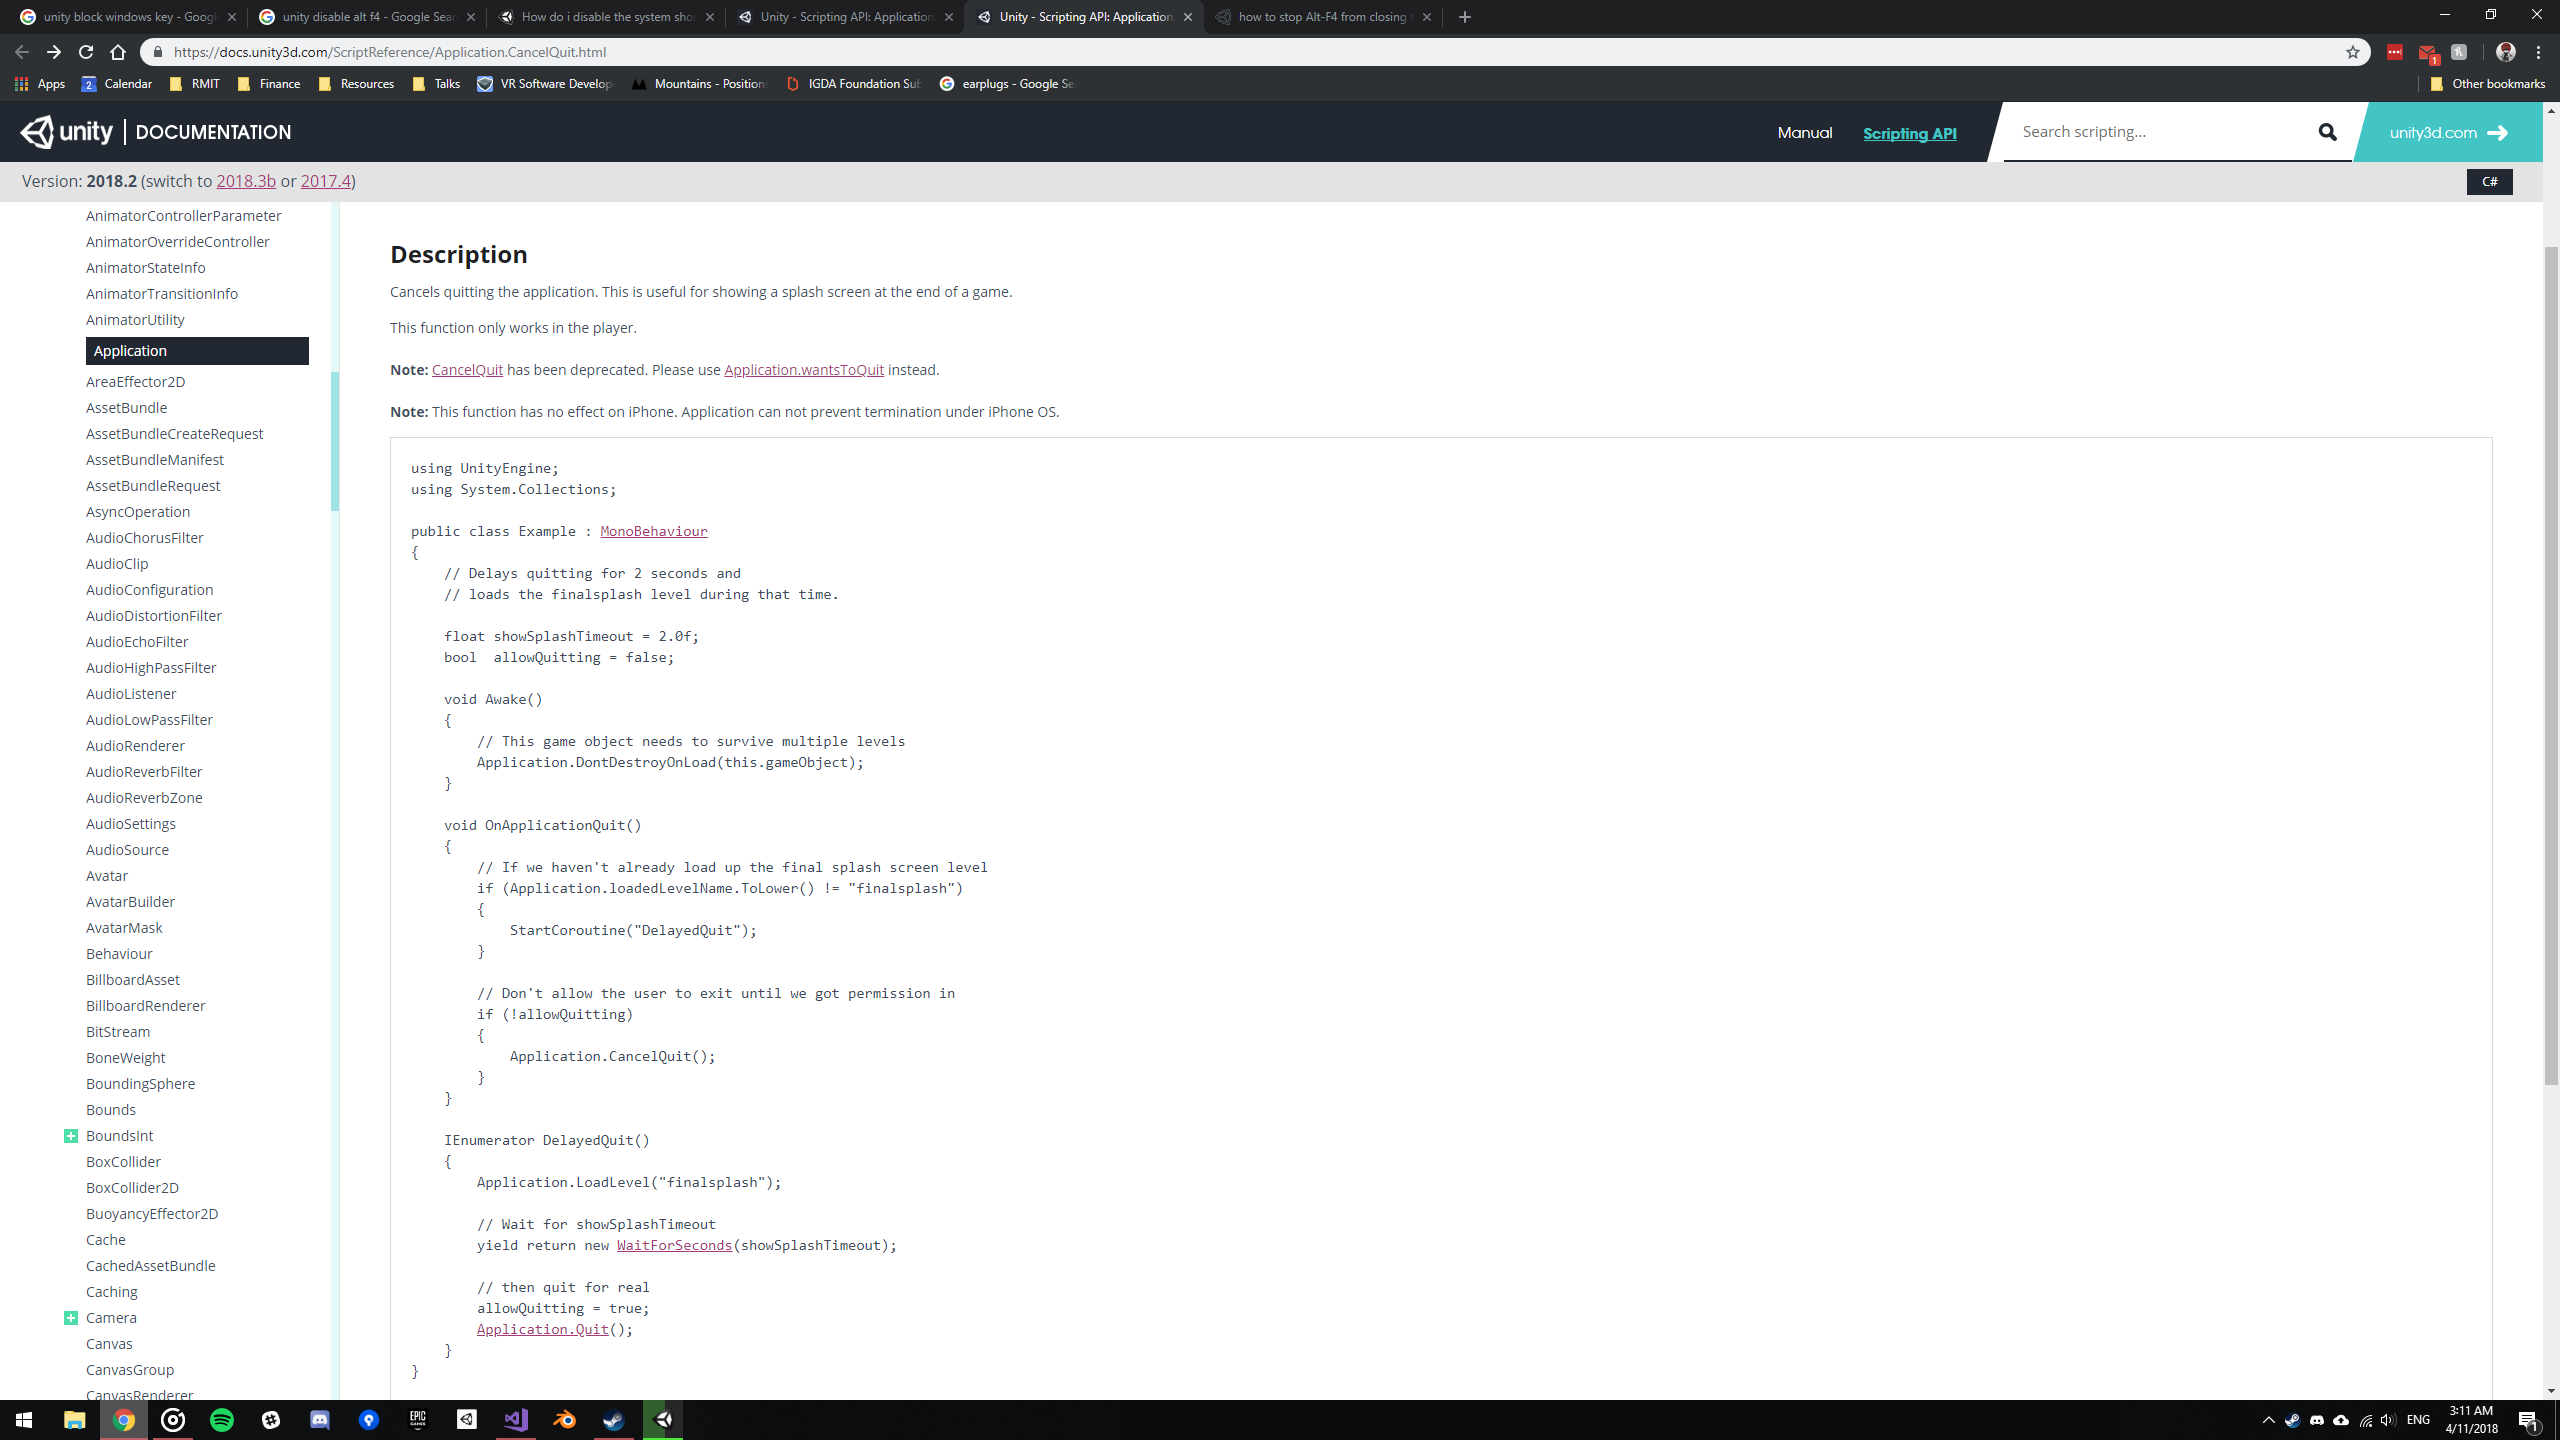 unity block windows key - Googl
unity disable alt f4 - Google Sear
How do i disable the system shor
Unity - Scripting API: Application.
Unity - Scripting API: Application.
how to stop Alt-F4 from closing t
https://docs.unity3d.com/ScriptReference/Application.CancelQuit.html
1
Apps
2 Calendar
RMIT
Finance
Resources
Talks
VR Software Develop
Mountains - Position
IGDA Foundation Sub
earplugs - Google Se
Other bookmarks
unity | DOCUMENTATION
Manual
Scripting API
Search scripting...
unity3d.com
Version: 2018.2 (switch to 2018.3b or 2017.4)
C#
AnimatorControllerParameter
AnimatorOverrideController
AnimatorStateInfo
AnimatorTransitionInfo
AnimatorUtility
Application
AreaEffector2D
AssetBundle
AssetBundleCreateRequest
AssetBundleManifest
AssetBundleRequest
AsyncOperation
AudioChorusFilter
AudioClip
AudioConfiguration
AudioDistortionFilter
AudioEchoFilter
AudioHighPassFilter
AudioListener
AudioLowPassFilter
AudioRenderer
AudioReverbFilter
AudioReverbZone
AudioSettings
AudioSource
Avatar
AvatarBuilder
AvatarMask
Behaviour
BillboardAsset
BillboardRenderer
BitStream
BoneWeight
BoundingSphere
Bounds
BoundsInt
BoxCollider
BoxCollider2D
BuoyancyEffector2D
Cache
CachedAssetBundle
Caching
Camera
Canvas
CanvasGroup
CanvasRenderer
Description
Cancels quitting the application. This is useful for showing a splash screen at the end of a game.
This function only works in the player.
Note: CancelQuit has been deprecated. Please use Application.wantsToQuit instead.
Note: This function has no effect on iPhone. Application can not prevent termination under iPhone OS.
using UnityEngine;
using System.Collections;
public class Example : MonoBehaviour
{
// Delays quitting for 2 seconds and
// loads the finalsplash level during that time.
float showSplashTimeout = 2.0f;
bool  allowQuitting = false;
void Awake()
{
// This game object needs to survive multiple levels
Application.DontDestroyOnLoad(this.gameObject);
}
void OnApplicationQuit()
{
// If we haven't already load up the final splash screen level
if (Application.loadedLevelName.ToLower() != "finalsplash")
{
StartCoroutine("DelayedQuit");
}
// Don't allow the user to exit until we got permission in
if (!allowQuitting)
{
Application.CancelQuit();
}
}
IEnumerator DelayedQuit()
{
Application.LoadLevel("finalsplash");
// Wait for showSplashTimeout
yield return new WaitForSeconds(showSplashTimeout);
// then quit for real
allowQuitting = true;
Application.Quit();
}
}
EPIC GAMES
ENG
3:11 AM
4/11/2018
1